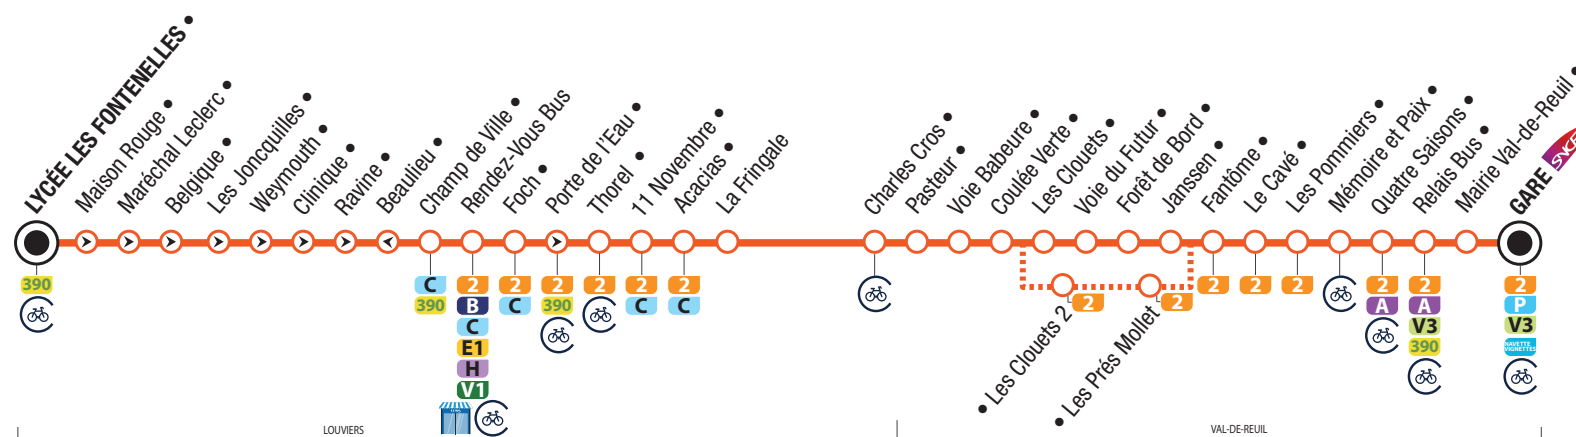 LYCÉE LES FONTENELLES •
Maison Rouge •
Maréchal Leclerc •
Belgique •
Les Joncquilles •
Weymouth •
Clinique •
Ravine •
Beaulieu •
Champ de Ville •
Rendez-Vous Bus
Foch •
Porte de l'Eau •
Thorel •
11 Novembre •
Acacias •
La Fringale
Charles Cros •
Pasteur •
Voie Babeure •
Coulée Verte •
Les Clouets •
Voie du Futur •
Forêt de Bord •
Janssen •
Fantôme •
Le Cavé •
Les Pommiers •
Mémoire et Paix •
Quatre Saisons •
Relais Bus •
Mairie Val-de-Reuil •
GARE SNCF
390
C
390
2
B
C
E1
H
V1
2
C
2
390
2
2
C
2
C
• Les Clouets 2
2
• Les Prés Mollet
2
2
2
2
2
A
2
A
V3
390
2
P
V3
NAVETTE
VIGNETTES
LOUVIERS
VAL-DE-REUIL